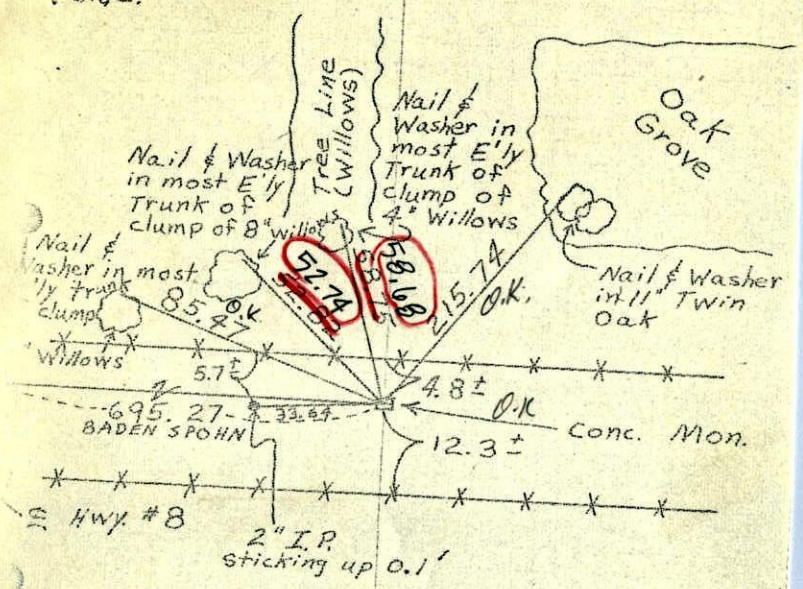 Tree Line
(Willows)
Nail &
Washer in
most E'ly
Trunk of
clump of
4" Willows
Oak
Grove
Nail & Washer
in most E'ly
Trunk of
clump of 8" Willows
Nail &
Washer in most
'ly trunk
clump
" Willows
85.47
O.K.
52.74
58.68
215.74
O.K.
Nail & Washer
in 11" Twin
Oak
5.7±
4.8±
695.27
33.64
BADEN SPOHN
O.K
Conc. Mon.
12.3±
Hwy. #8
2" I.P.
Sticking up 0.1'